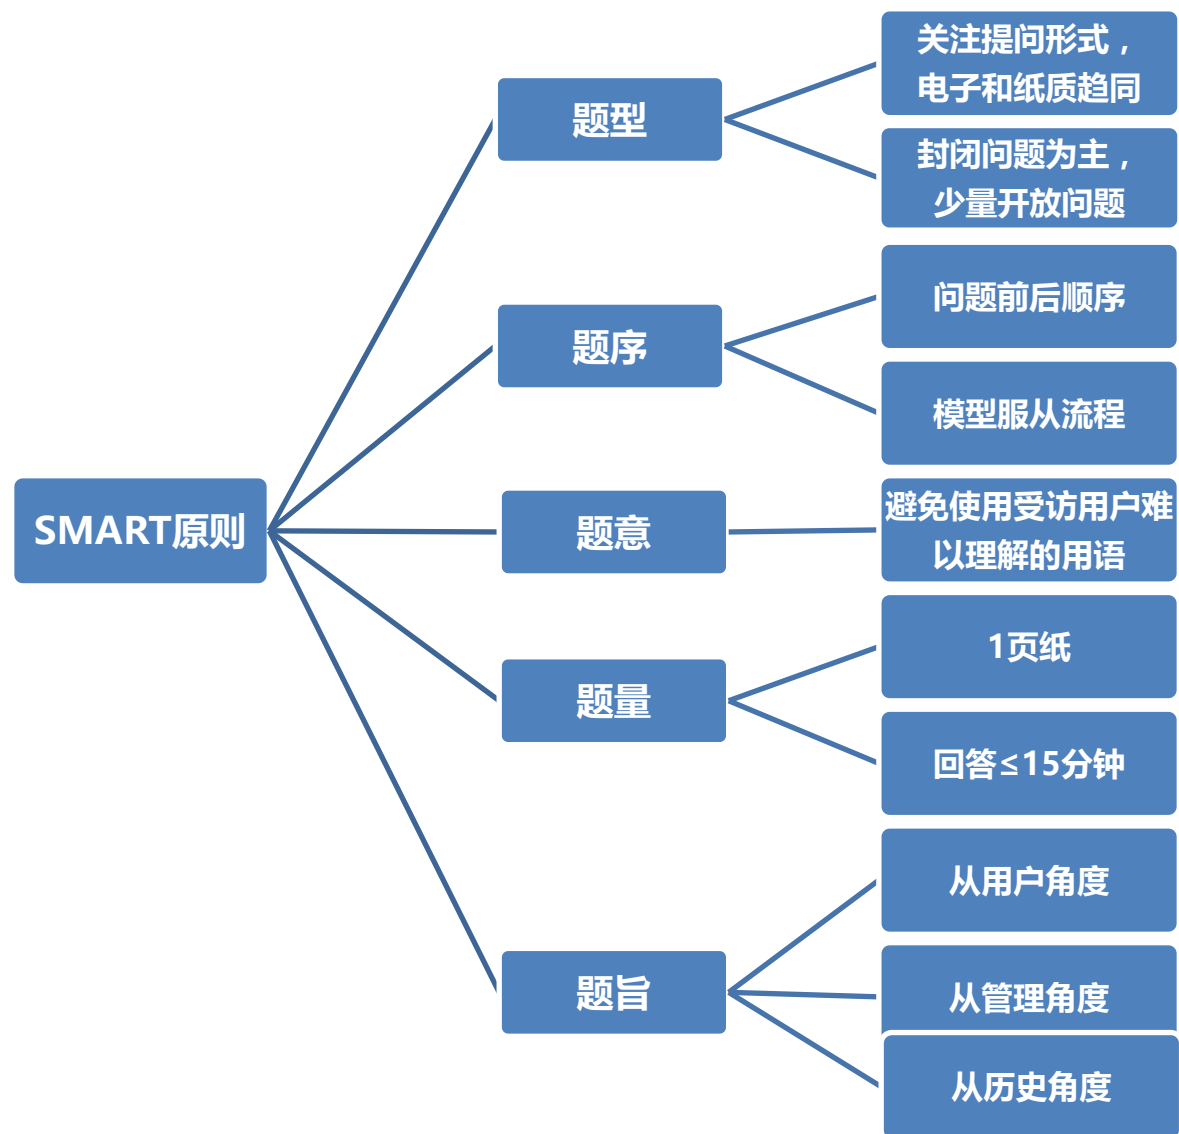 SMART原则
题型
关注提问形式，
电子和纸质趋同
封闭问题为主，
少量开放问题
题序
问题前后顺序
模型服从流程
题意
避免使用受访用户难
以理解的用语
题量
1页纸
回答≤15分钟
题旨
从用户角度
从管理角度
从历史角度